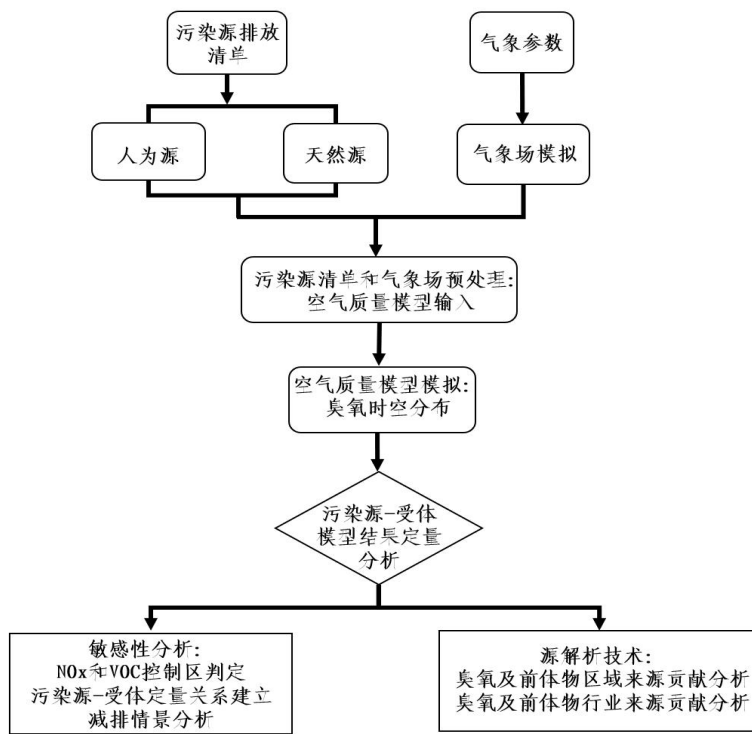 污染源排放
清单
气象参数
人为源
天然源
气象场模拟
污染源清单和气象场预处理:
空气质量模型输入
空气质量模型模拟:
臭氧时空分布
污染源-受体
模型结果定量
分析
敏感性分析:
NOx和VOC控制区判定
污染源-受体定量关系建立
减排情景分析
源解析技术:
臭氧及前体物区域来源贡献分析
臭氧及前体物行业来源贡献分析